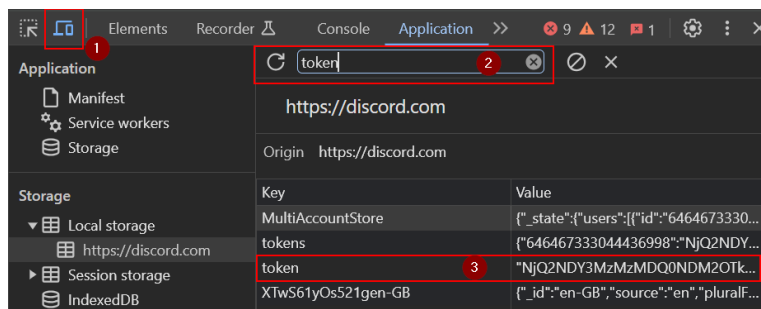 Elements Recorder Console Application >> 9 12 1
1
Application
token 2
Manifest
https://discord.com
Service workers
Storage
Origin https://discord.com
Storage
Key Value
Local storage
MultiAccountStore {"_state":{"users":[{"id":"6464673330...
https://discord.com
tokens {"646467333044436998":"NjQ2NDY...
Session storage
token 3 "NjQ2NDY3MzMzMDQ0NDM2OTk...
IndexedDB
XTwS61yOs521gen-GB {"_id":"en-GB","source":"en","pluralF...